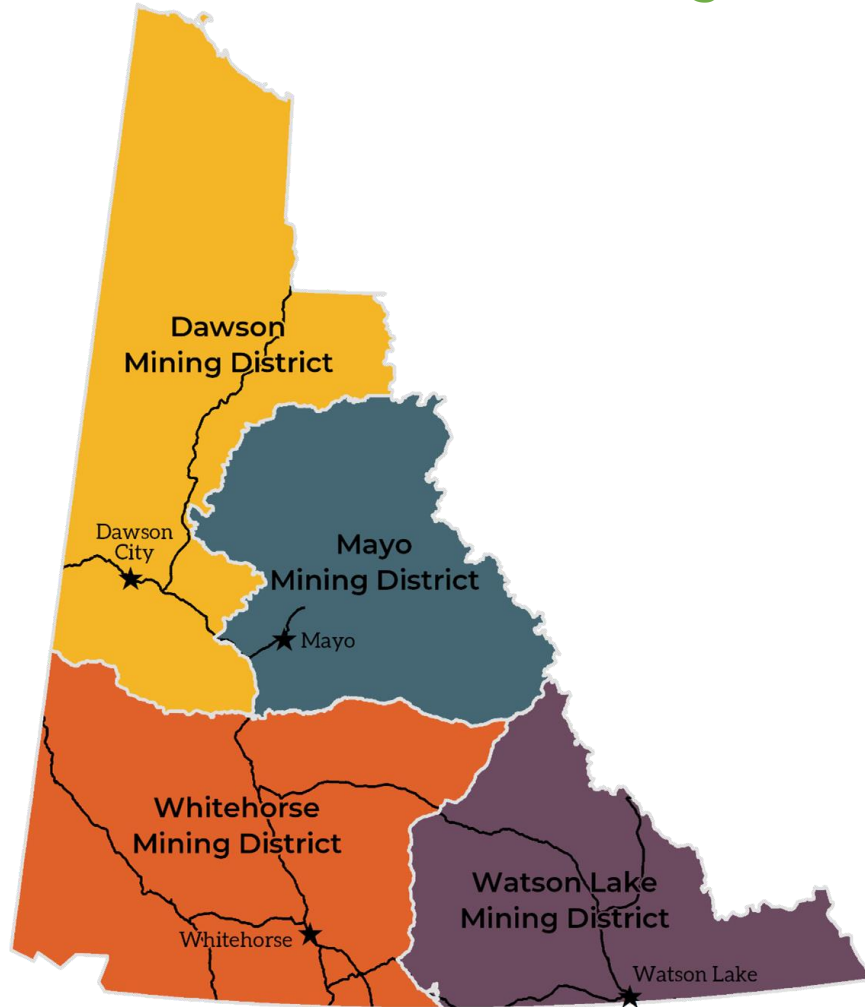 Dawson
Mining District
Dawson
City
Mayo
Mining District
Mayo
Whitehorse
Mining District
Watson Lake
Mining District
Whitehorse
Watson Lake